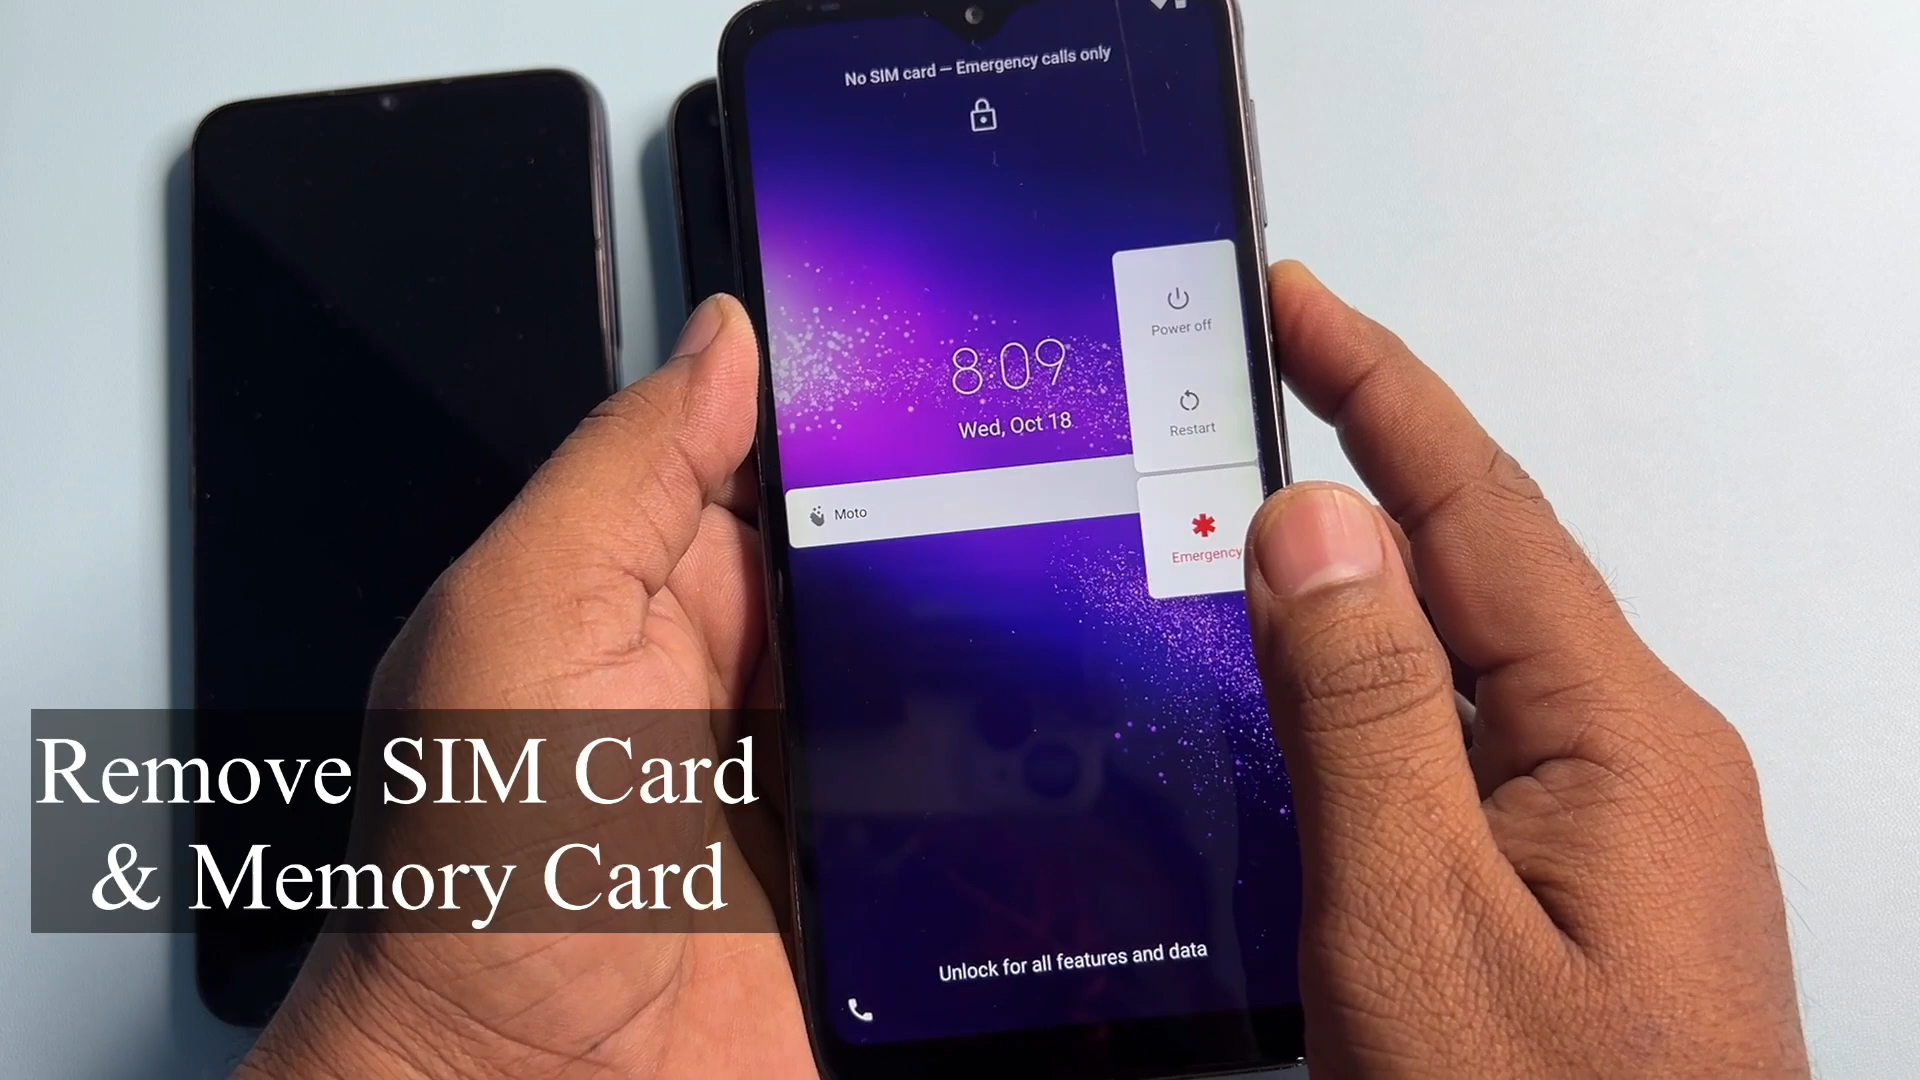 No SIM card — Emergency calls only
Power off
8:09
Restart
Wed, Oct 18
Moto
Emergency
Remove SIM Card
& Memory Card
Unlock for all features and data